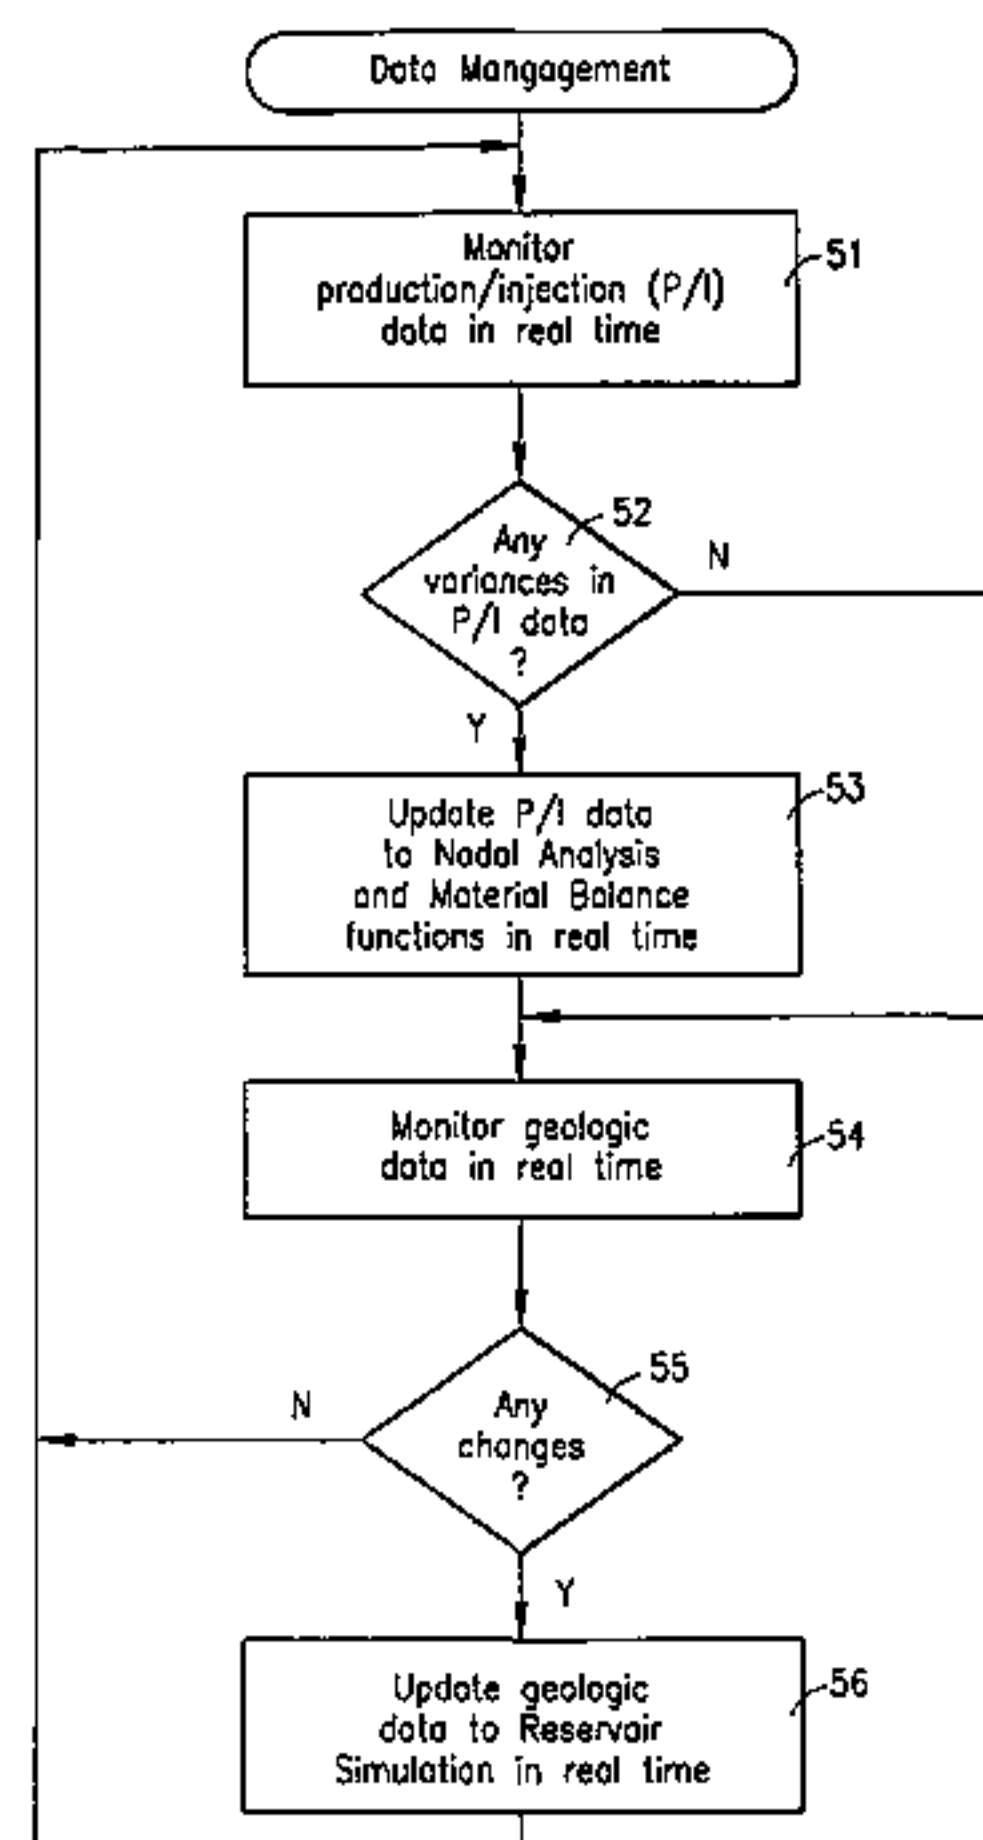 Data Mangagement
Monitor
51
production/injection (P/I)
data in real time
52
Any
N
variances in
P/I data
?
Y
53
Update P/I data
to Nodal Analysis
and Material Balance
functions in real time
Monitor geologic
54
data in real time
55
N
Any
changes
?
Y
56
Update geologic
data to Reservoir
Simulation in real time